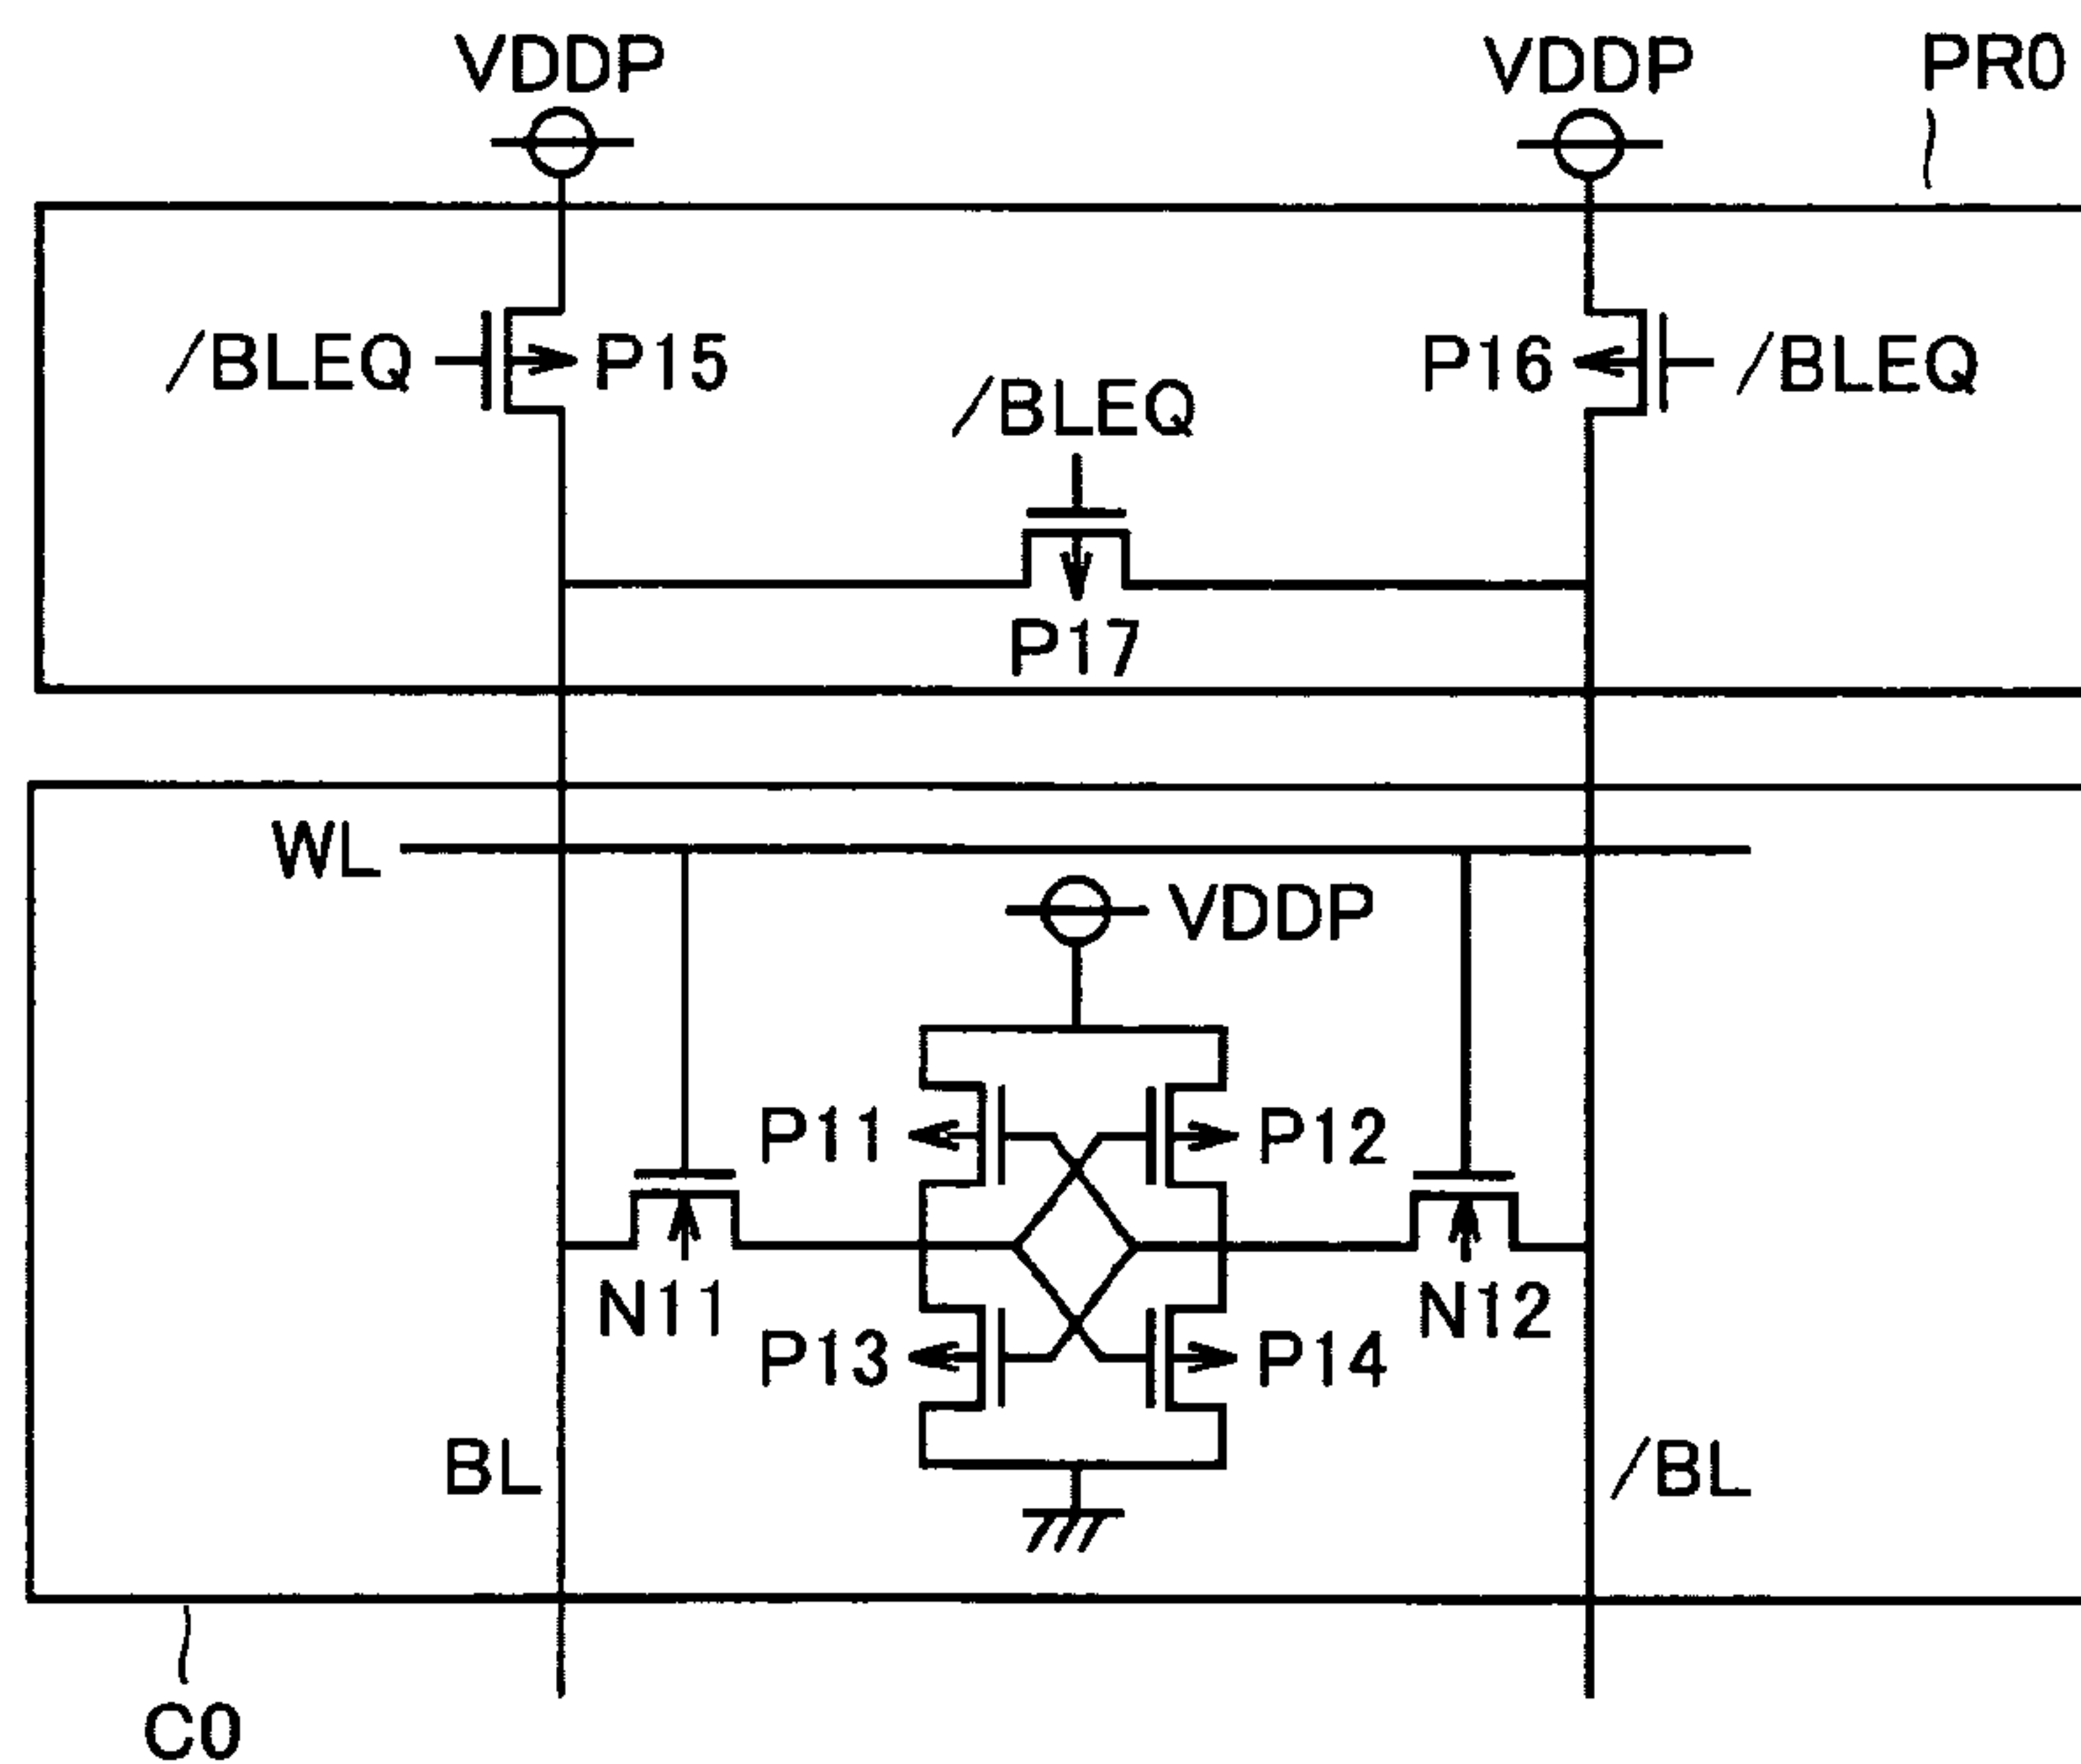 VDDP
VDDP
PR0
/BLEQ
P15
/BLEQ
P16
/BLEQ
P17
WL
VDDP
P11
P12
N11
N12
P13
P14
BL
/BL
C0